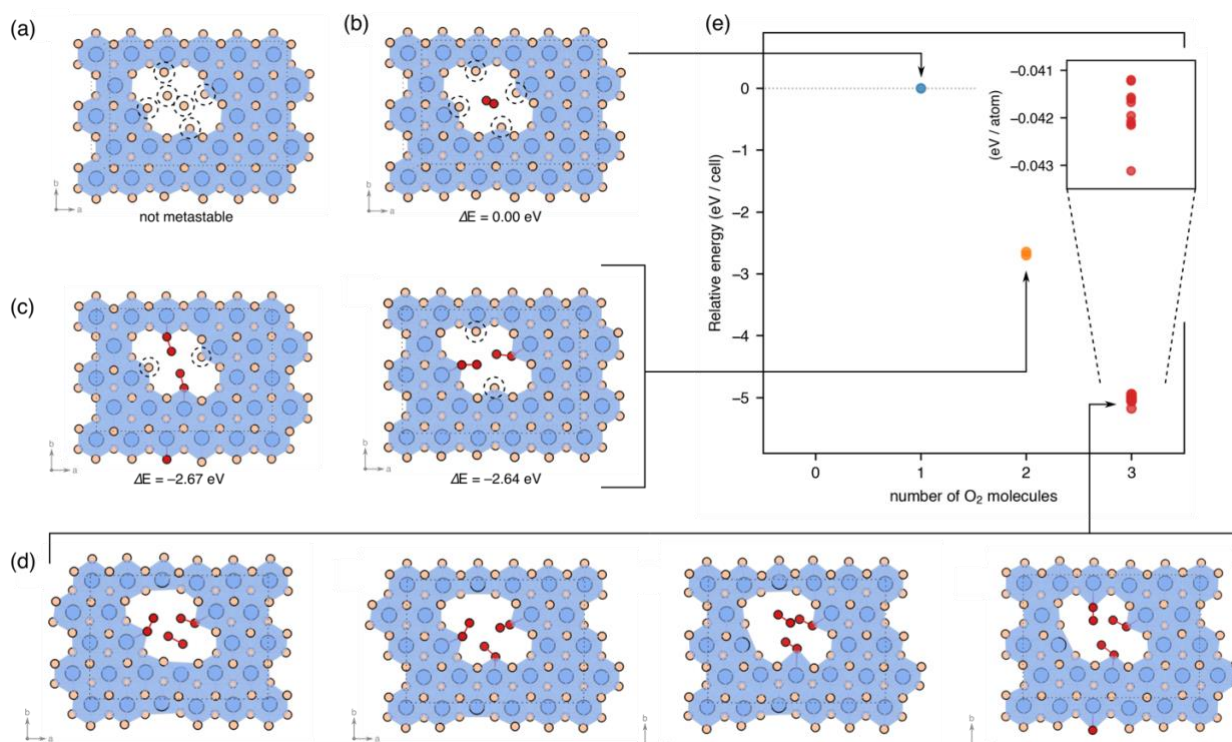 (a)
b
a
not metastable
(b)
b
a
ΔE = 0.00 eV
(c)
b
a
ΔE = −2.67 eV
b
a
ΔE = −2.64 eV
(e)
Relative energy (eV / cell)
0
−1
−2
−3
−4
−5
0
1
2
3
number of O₂ molecules
(eV / atom)
−0.041
−0.042
−0.043
(d)
b
a
b
a
b
b